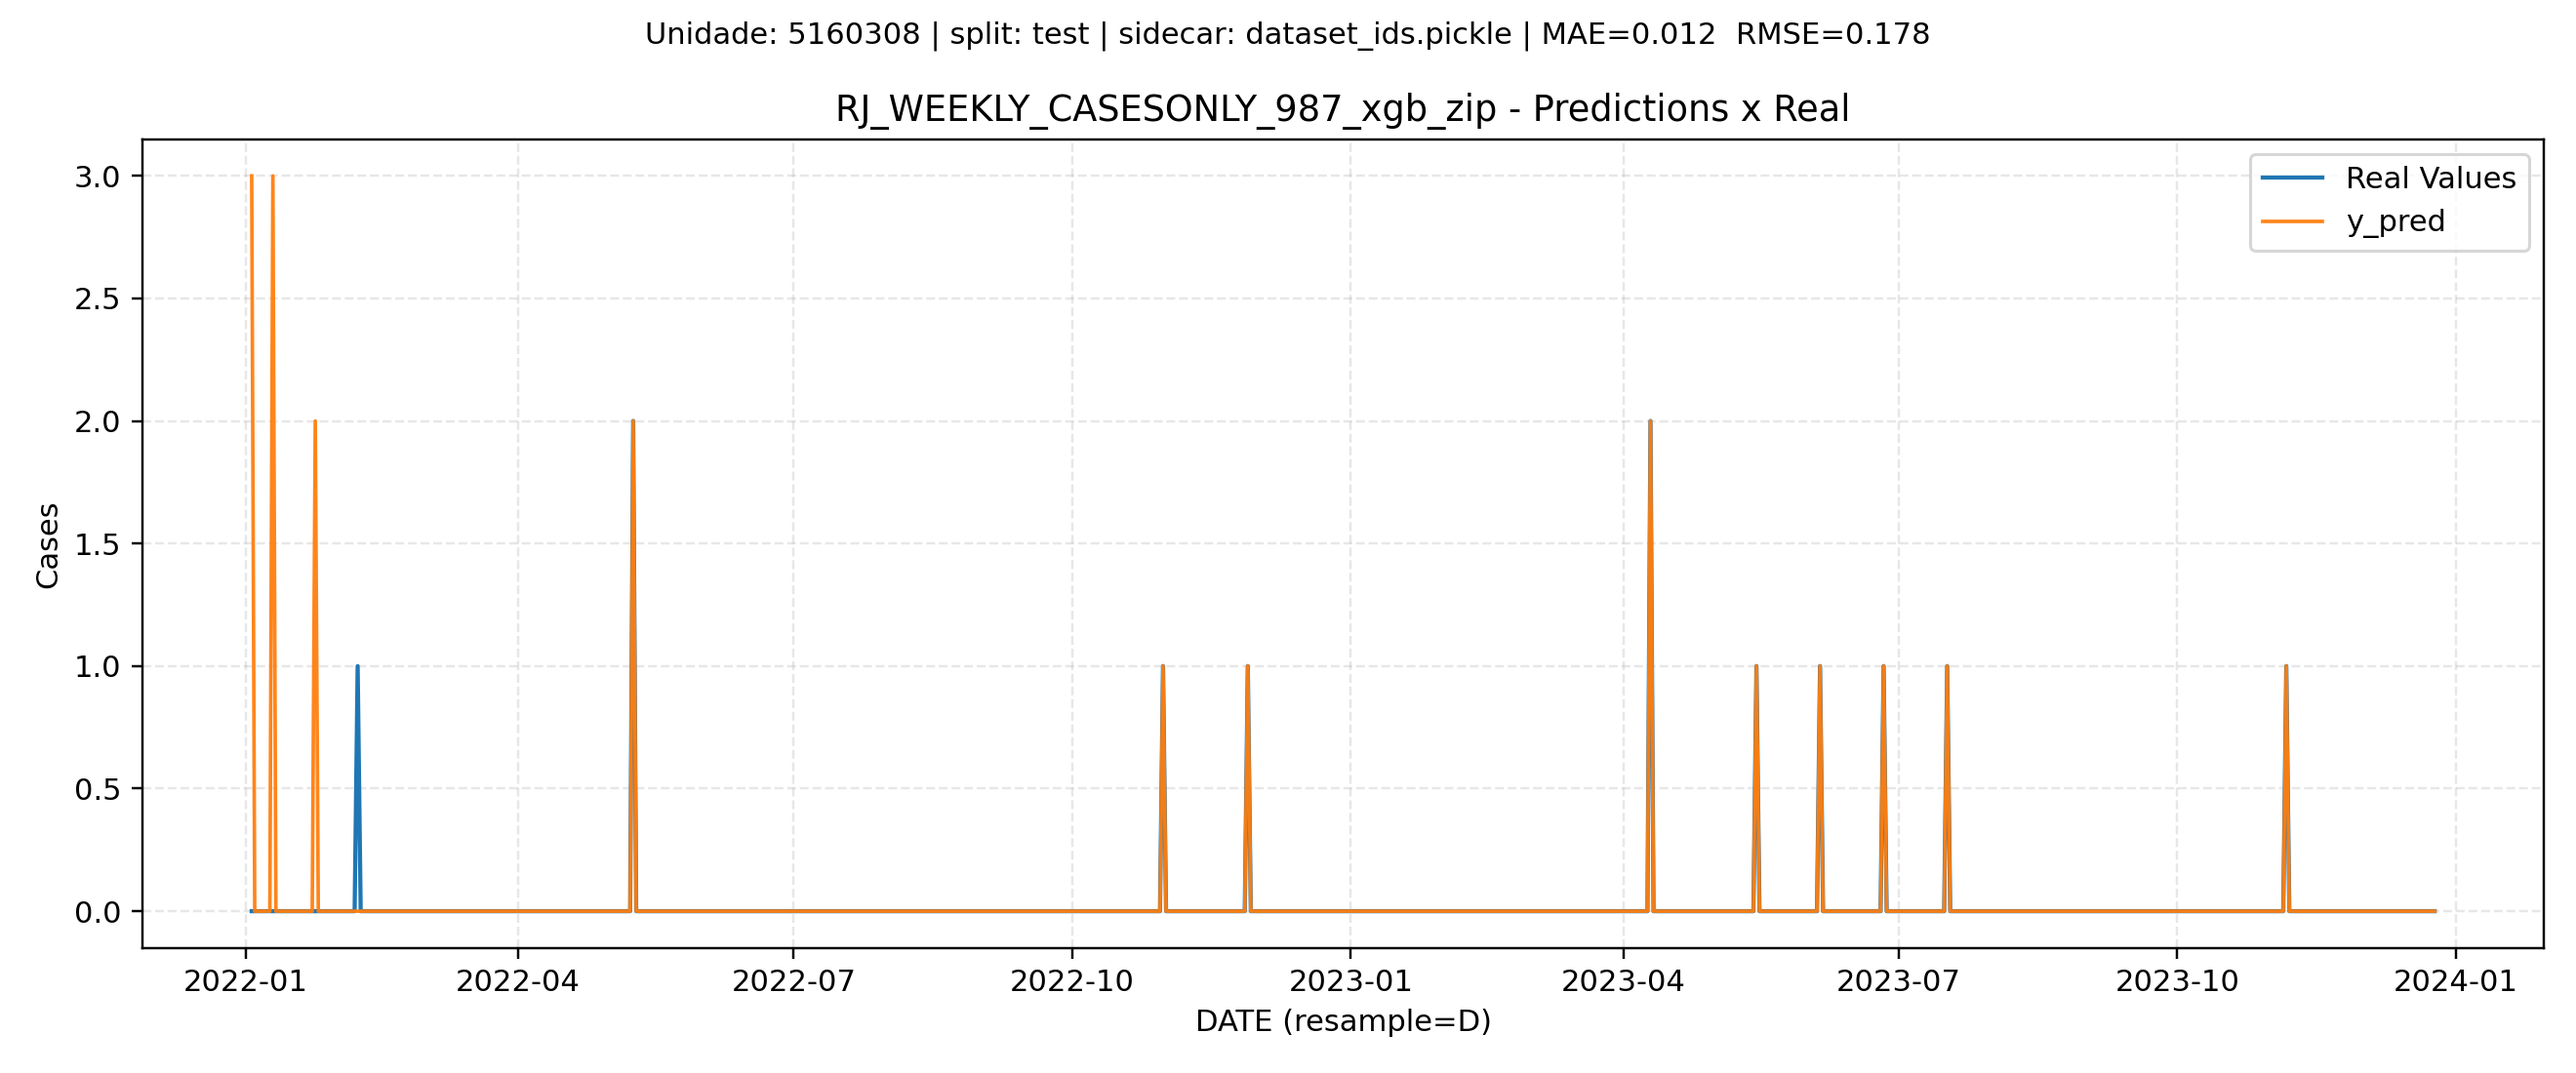 Unidade: 5160308 | split: test | sidecar: dataset_ids.pickle | MAE=0.012  RMSE=0.178
RJ_WEEKLY_CASESONLY_987_xgb_zip - Predictions x Real
Real Values
y_pred
Cases
3.0
2.5
2.0
1.5
1.0
0.5
0.0
2022-01 2022-04 2022-07 2022-10 2023-01 2023-04 2023-07 2023-10 2024-01
DATE (resample=D)